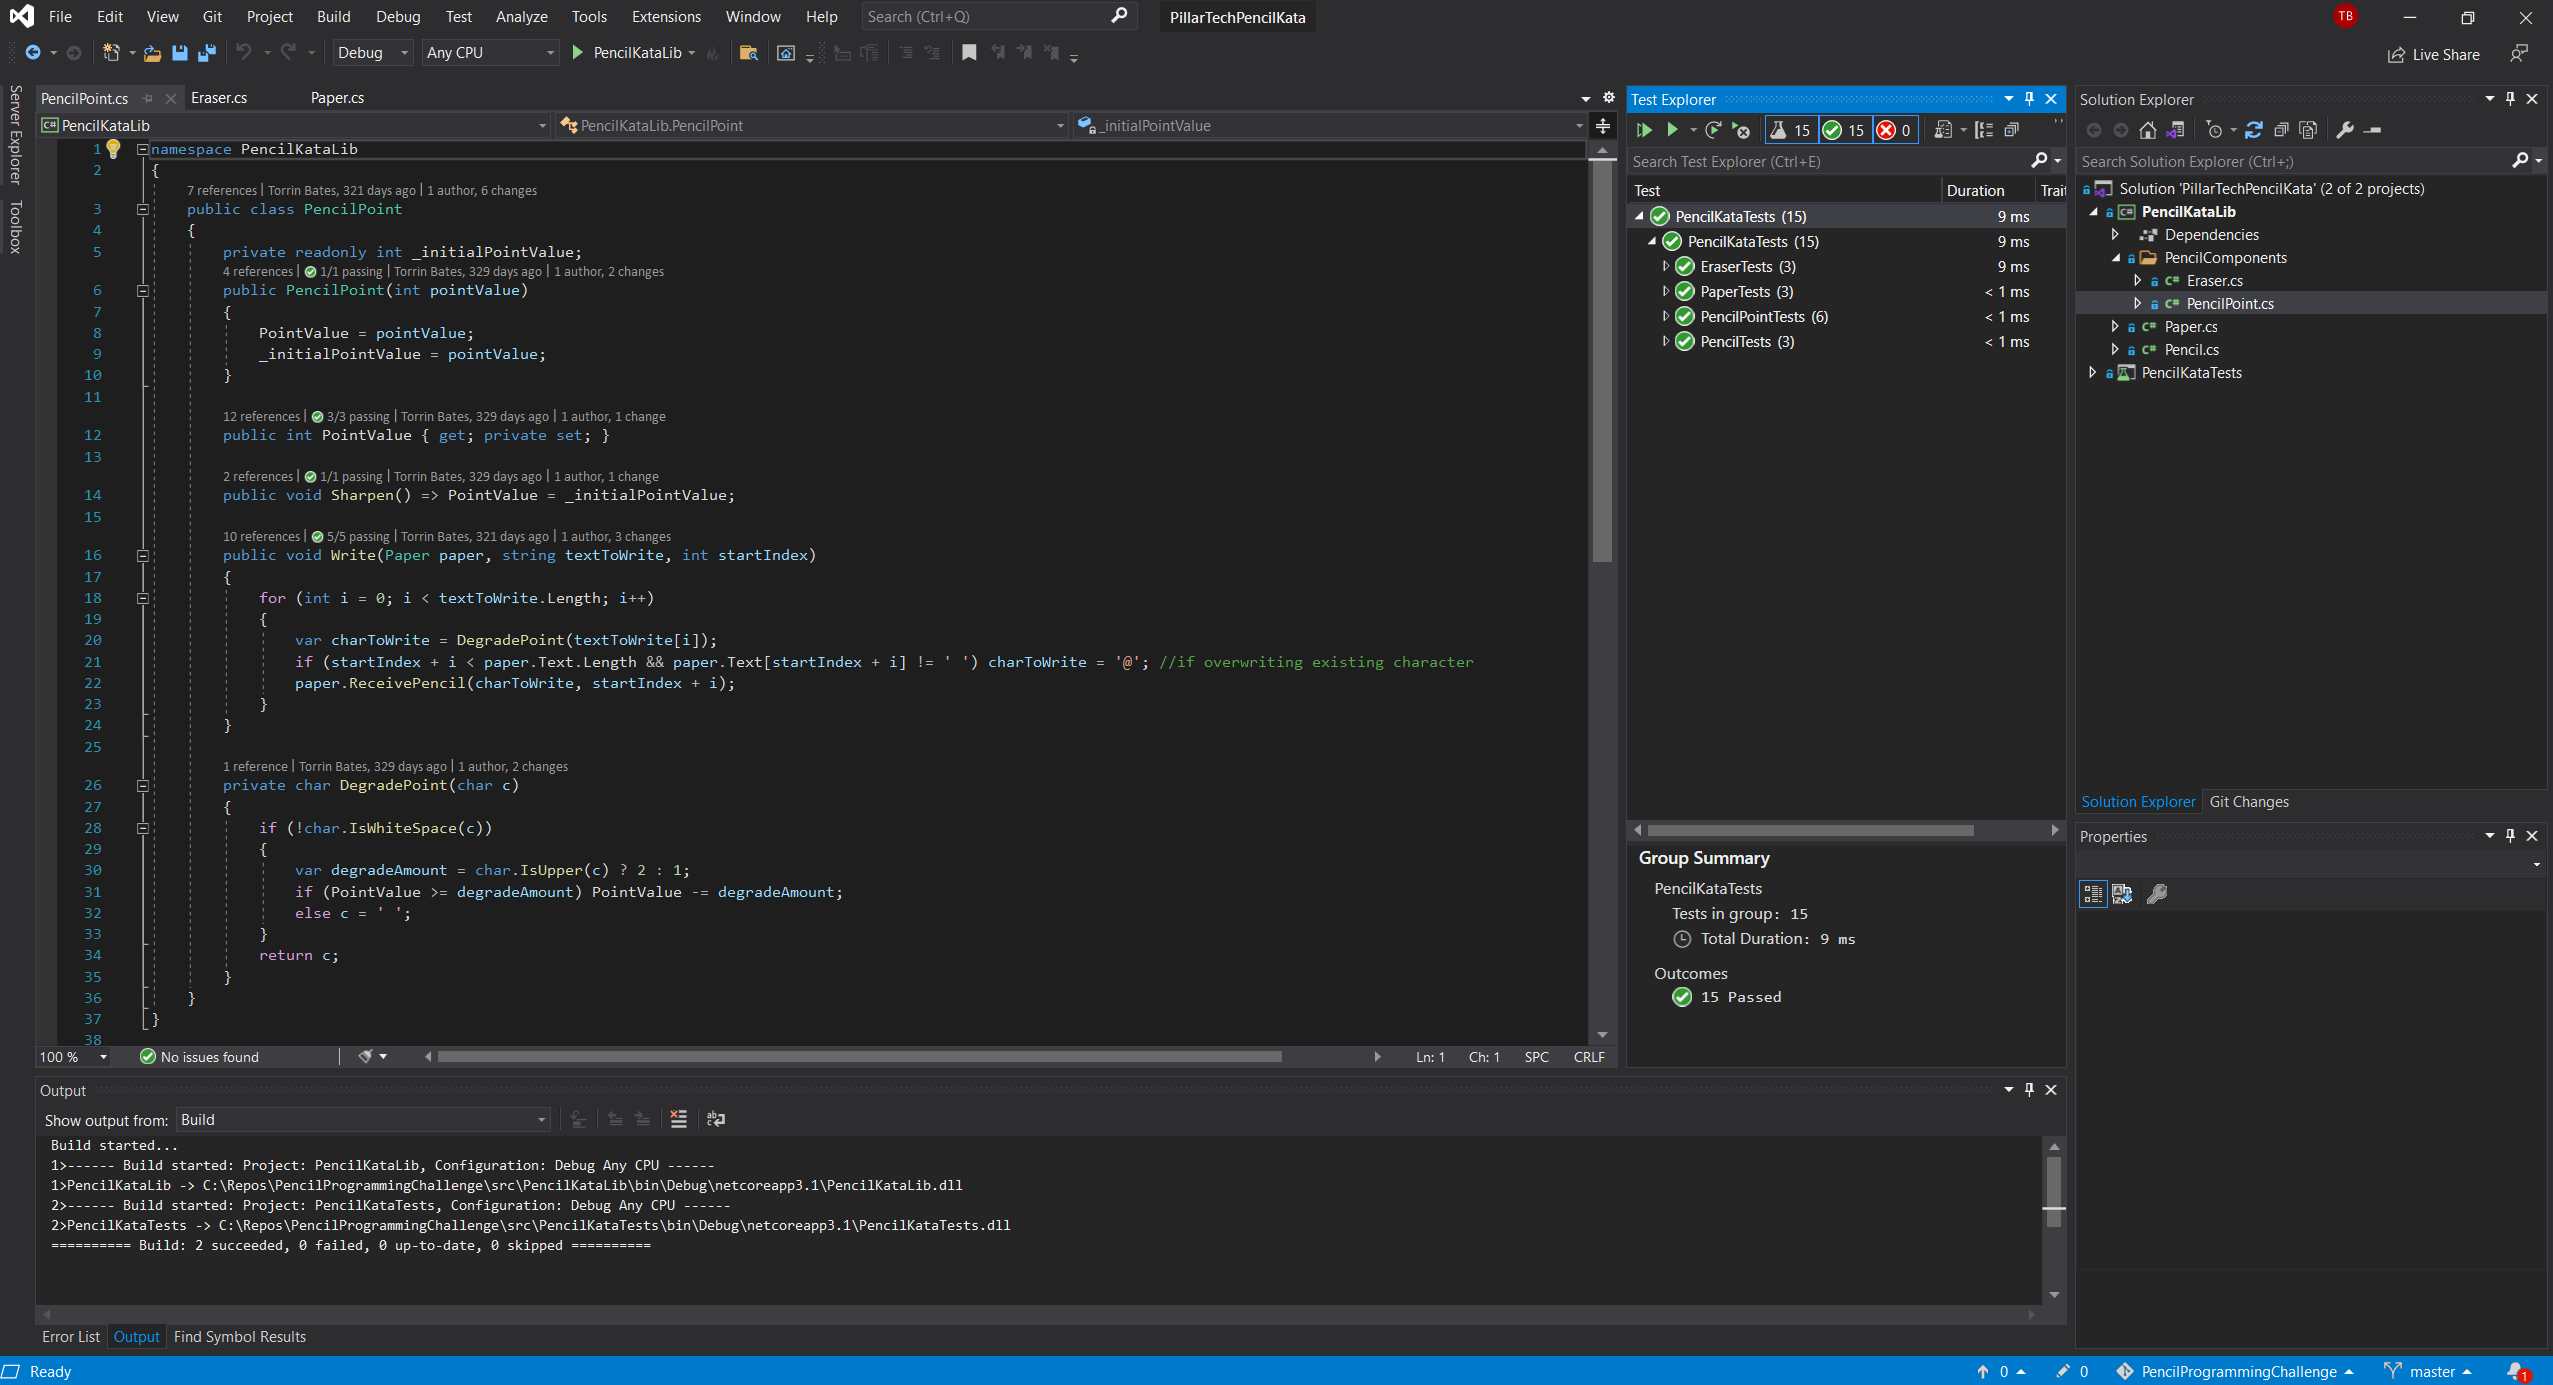 File Edit View Git Project Build Debug Test Analyze Tools Extensions Window Help Search (Ctrl+Q) PillarTechPencilKata TB
Debug Any CPU PencilKataLib Live Share
Server Explorer
Toolbox
PencilPoint.cs Eraser.cs Paper.cs
PencilKataLib PencilKataLib.PencilPoint _initialPointValue
1 namespace PencilKataLib
2 {
7 references | Torrin Bates, 321 days ago | 1 author, 6 changes
3 public class PencilPoint
4 {
5 private readonly int _initialPointValue;
4 references | 1/1 passing | Torrin Bates, 329 days ago | 1 author, 2 changes
6 public PencilPoint(int pointValue)
7 {
8 PointValue = pointValue;
9 _initialPointValue = pointValue;
10 }
11
12 references | 3/3 passing | Torrin Bates, 329 days ago | 1 author, 1 change
12 public int PointValue { get; private set; }
13
2 references | 1/1 passing | Torrin Bates, 329 days ago | 1 author, 1 change
14 public void Sharpen() => PointValue = _initialPointValue;
15
10 references | 5/5 passing | Torrin Bates, 321 days ago | 1 author, 3 changes
16 public void Write(Paper paper, string textToWrite, int startIndex)
17 {
18 for (int i = 0; i < textToWrite.Length; i++)
19 {
20 var charToWrite = DegradePoint(textToWrite[i]);
21 if (startIndex + i < paper.Text.Length && paper.Text[startIndex + i] != ' ') charToWrite = '@'; //if overwriting existing character
22 paper.ReceivePencil(charToWrite, startIndex + i);
23 }
24 }
25
1 reference | Torrin Bates, 329 days ago | 1 author, 2 changes
26 private char DegradePoint(char c)
27 {
28 if (!char.IsWhiteSpace(c))
29 {
30 var degradeAmount = char.IsUpper(c) ? 2 : 1;
31 if (PointValue >= degradeAmount) PointValue -= degradeAmount;
32 else c = ' ';
33 }
34 return c;
35 }
36 }
37 }
38
100 % No issues found Ln: 1 Ch: 1 SPC CRLF
Test Explorer
15 15 0
Search Test Explorer (Ctrl+E)
Test Duration Trait
PencilKataTests (15) 9 ms
PencilKataTests (15) 9 ms
EraserTests (3) 9 ms
PaperTests (3) < 1 ms
PencilPointTests (6) < 1 ms
PencilTests (3) < 1 ms
Group Summary
PencilKataTests
Tests in group: 15
Total Duration: 9 ms
Outcomes
15 Passed
Solution Explorer
Search Solution Explorer (Ctrl+;)
Solution 'PillarTechPencilKata' (2 of 2 projects)
PencilKataLib
Dependencies
PencilComponents
Eraser.cs
PencilPoint.cs
Paper.cs
Pencil.cs
PencilKataTests
Solution Explorer Git Changes
Properties
Output
Show output from: Build
Build started...
1>------ Build started: Project: PencilKataLib, Configuration: Debug Any CPU ------
1>PencilKataLib -> C:\Repos\PencilProgrammingChallenge\src\PencilKataLib\bin\Debug\netcoreapp3.1\PencilKataLib.dll
2>------ Build started: Project: PencilKataTests, Configuration: Debug Any CPU ------
2>PencilKataTests -> C:\Repos\PencilProgrammingChallenge\src\PencilKataTests\bin\Debug\netcoreapp3.1\PencilKataTests.dll
========== Build: 2 succeeded, 0 failed, 0 up-to-date, 0 skipped ==========
Error List Output Find Symbol Results
Ready 0 0 PencilProgrammingChallenge master 1